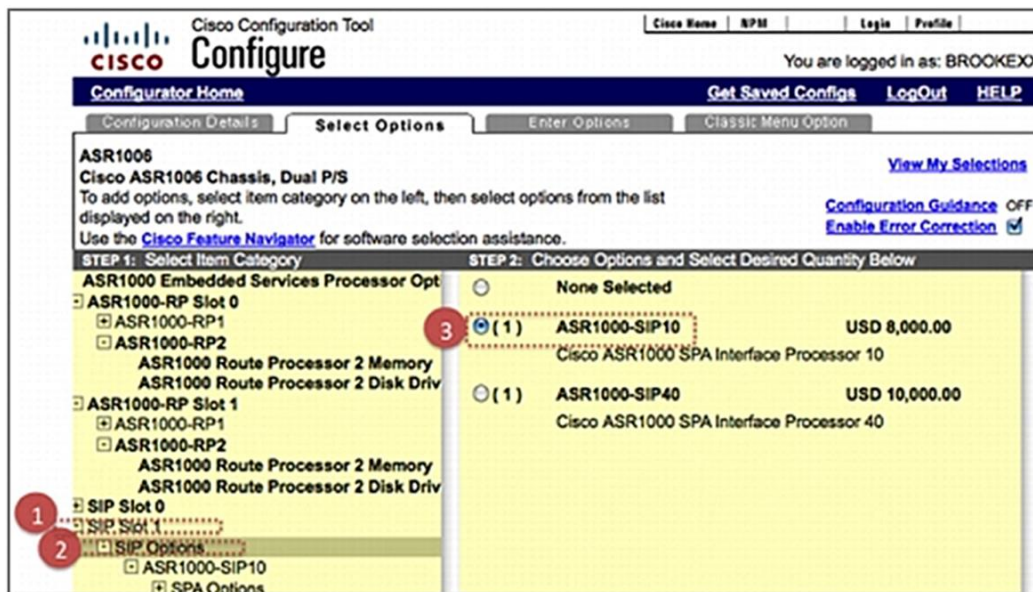 Cisco Configuration Tool
CISCO Configure
Cisco Home NPM Login Profile
You are logged in as: BROOKEX
Configurator Home Get Saved Configs LogOut HELP
Configuration Details Select Options Enter Options Classic Menu Option
ASR1006
Cisco ASR1006 Chassis, Dual P/S
To add options, select item category on the left, then select options from the list
displayed on the right.
Use the Cisco Feature Navigator for software selection assistance.
View My Selections
Configuration Guidance OFF
Enable Error Correction
STEP 1: Select Item Category
ASR1000 Embedded Services Processor Opt
ASR1000-RP Slot 0
ASR1000-RP1
ASR1000-RP2
ASR1000 Route Processor 2 Memory
ASR1000 Route Processor 2 Disk Driv
ASR1000-RP Slot 1
ASR1000-RP1
ASR1000-RP2
ASR1000 Route Processor 2 Memory
ASR1000 Route Processor 2 Disk Driv
SIP Slot 0
1 SIP Slot 1
2 SIP Options
ASR1000-SIP10
SPA Options
STEP 2: Choose Options and Select Desired Quantity Below
None Selected
3 (1) ASR1000-SIP10 USD 8,000.00
Cisco ASR1000 SPA Interface Processor 10
(1) ASR1000-SIP40 USD 10,000.00
Cisco ASR1000 SPA Interface Processor 40